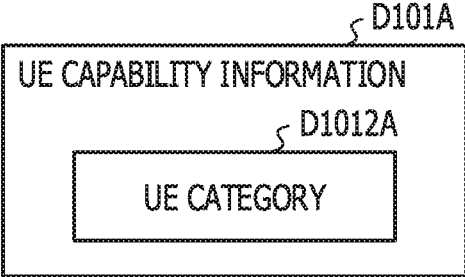 D101A
UE CAPABILITY INFORMATION
D1012A
UE CATEGORY